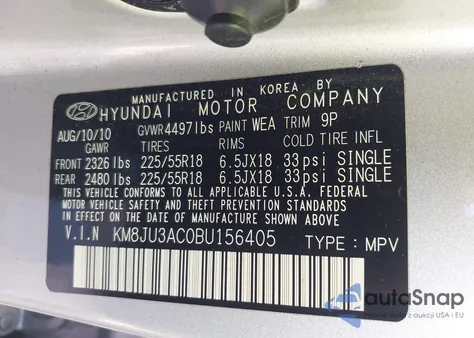 MANUFACTURED IN KOREA BY
HYUNDAI MOTOR COMPANY
AUG/10/10 GVWR 4497lbs PAINT WEA TRIM 9P
GAWR TIRES RIMS COLD TIRE INFL
FRONT 2326 lbs 225/55R18 6.5JX18 33psi SINGLE
REAR 2480 lbs 225/55R18 6.5JX18 33psi SINGLE
THIS VEHICLE CONFORMS TO ALL APPLICABLE U.S.A. FEDERAL
MOTOR VEHICLE SAFETY THEFT PREVENTION STANDARDS
IN EFFECT ON THE DATE OF MANUFACTURE SHOWN ABOVE.
V.I.N KM8JU3AC0BU156405 TYPE : MPV
autaSnap
USA i EU